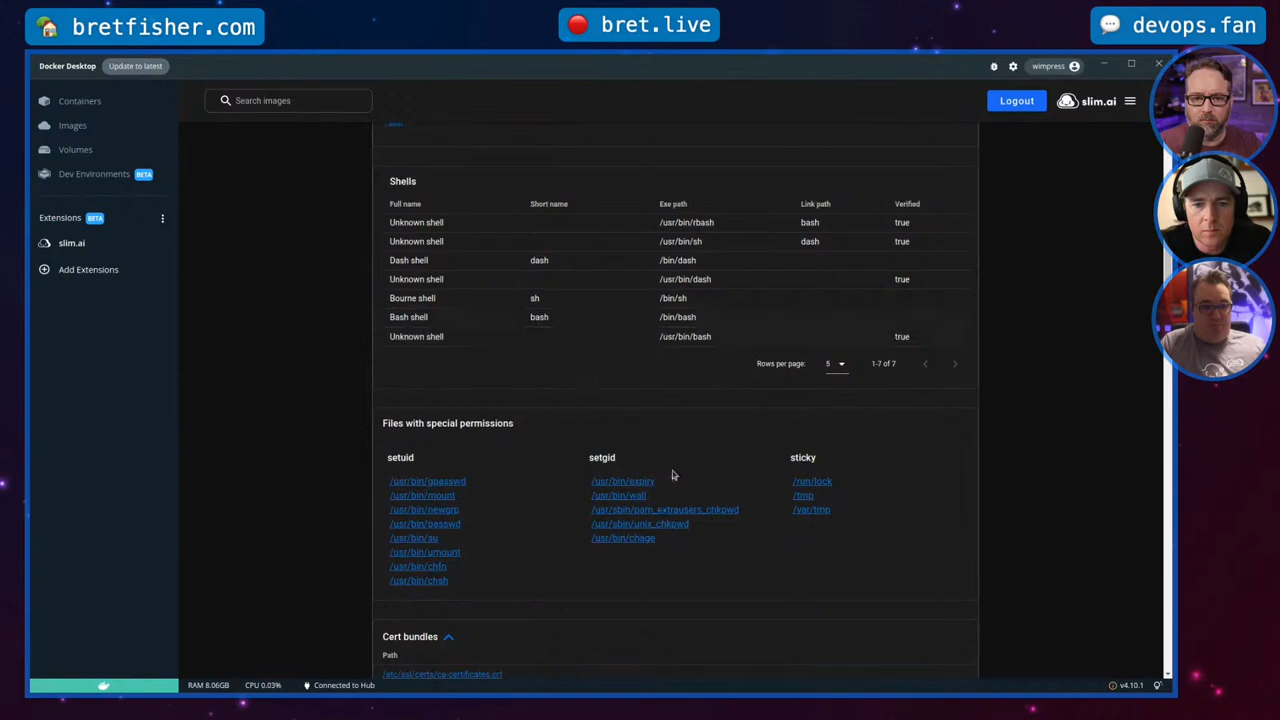 bretfisher.com
bret.live
devops.fan
Docker Desktop Update to latest
wimpress
Containers
Images
Volumes
Dev Environments BETA
Extensions BETA
slim.ai
Add Extensions
Search images
Logout
slim.ai
Shells
Full name Short name Exe path Link path Verified
Unknown shell /usr/bin/rbash bash true
Unknown shell /usr/bin/sh dash true
Dash shell dash /bin/dash
Unknown shell /usr/bin/dash true
Bourne shell sh /bin/sh
Bash shell bash /bin/bash
Unknown shell /usr/bin/bash true
Rows per page: 5 1-7 of 7
Files with special permissions
setuid setgid sticky
/usr/bin/gpasswd /usr/bin/expiry /run/lock
/usr/bin/mount /usr/bin/wall /tmp
/usr/bin/newgrp /usr/sbin/pam_extrausers_chkpwd /var/tmp
/usr/bin/passwd /usr/sbin/unix_chkpwd
/usr/bin/su /usr/bin/chage
/usr/bin/umount
/usr/bin/chfn
/usr/bin/chsh
Cert bundles
Path
/etc/ssl/certs/ca-certificates.crt
RAM 8.06GB CPU 0.03% Connected to Hub v4.10.1